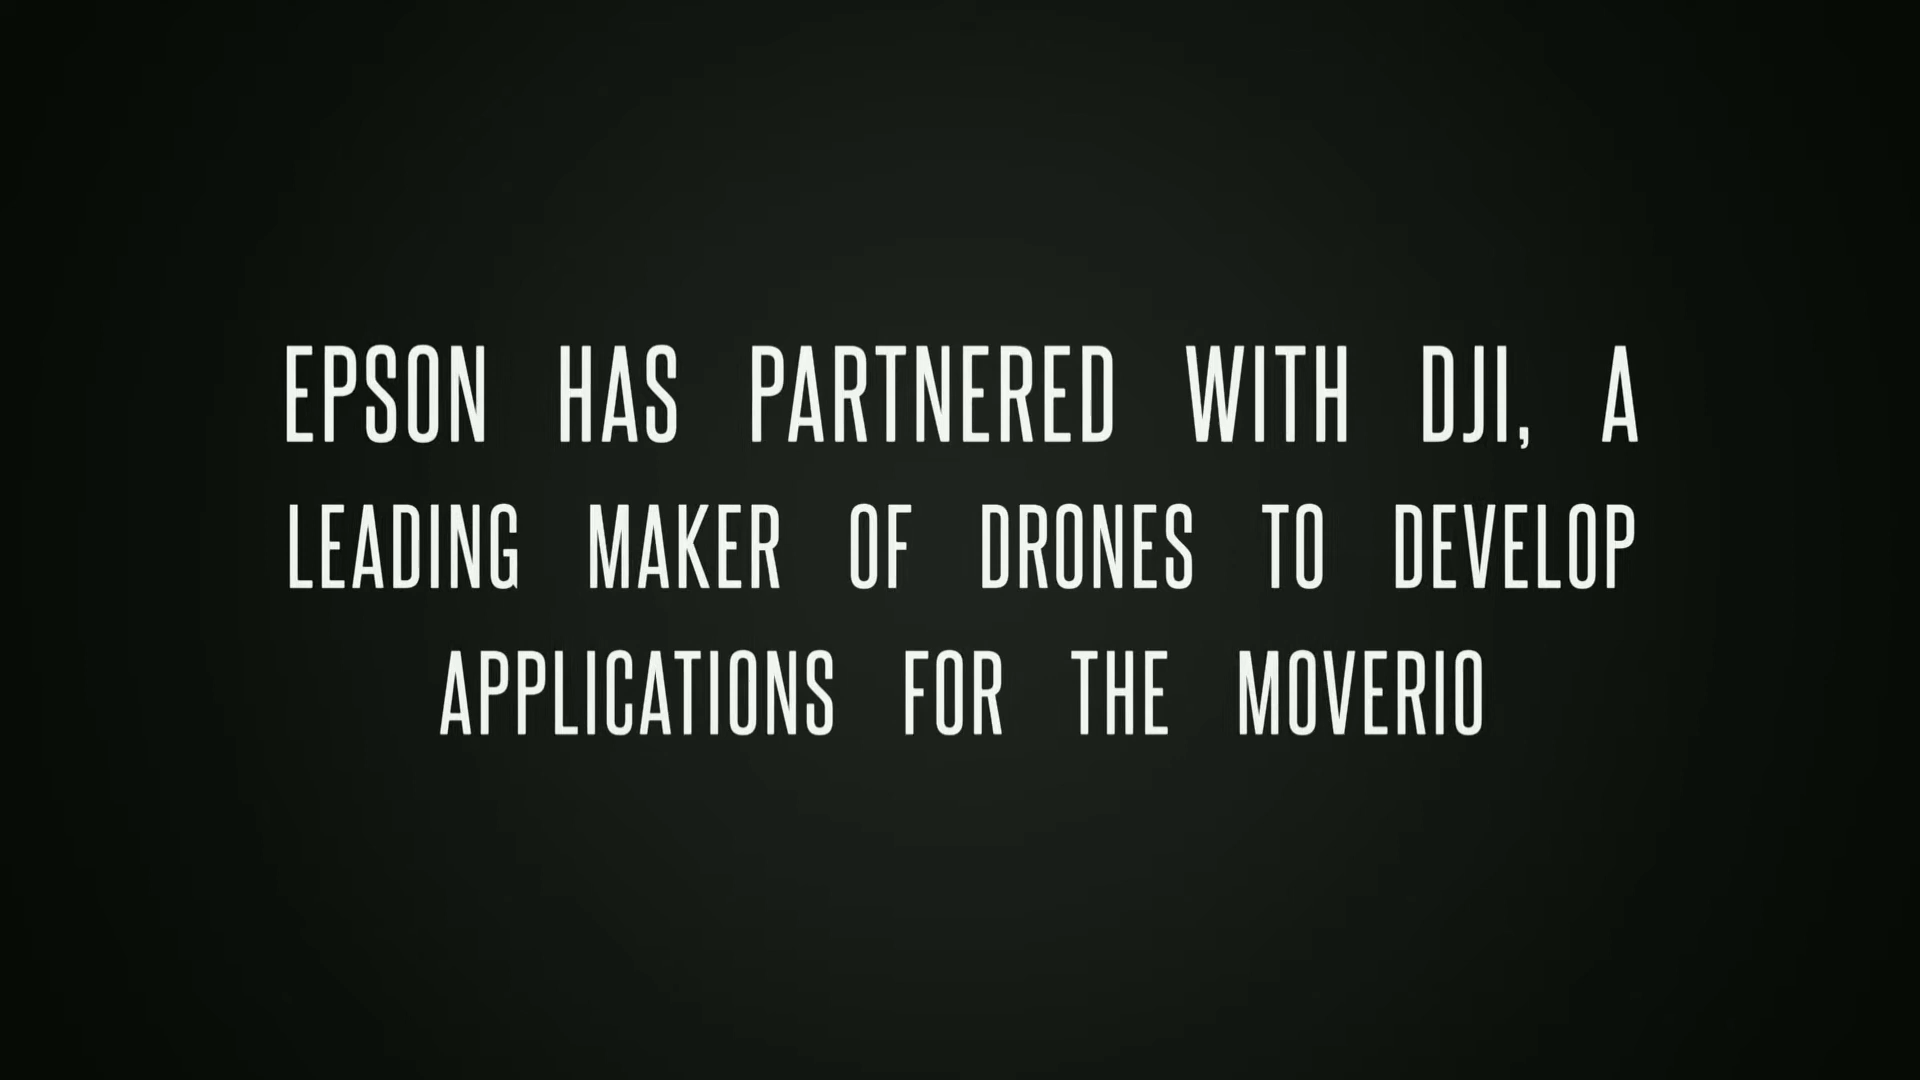 EPSON HAS PARTNERED WITH DJI, A
LEADING MAKER OF DRONES TO DEVELOP
APPLICATIONS FOR THE MOVERIO